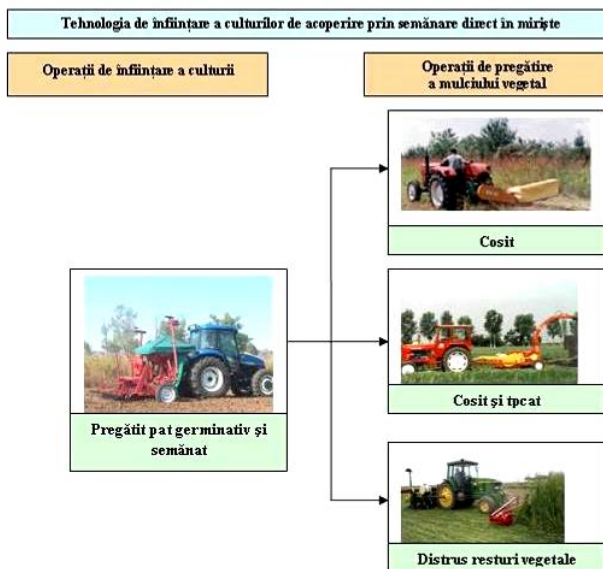 Tehnologia de înființare a culturilor de acoperire prin semănare direct în miriște
Operații de înființare a culturii
Operații de pregătire
a mulciului vegetal
Cosit
Cosit și tpcat
Pregătit pat germinativ și
semănat
Distrus resturi vegetale